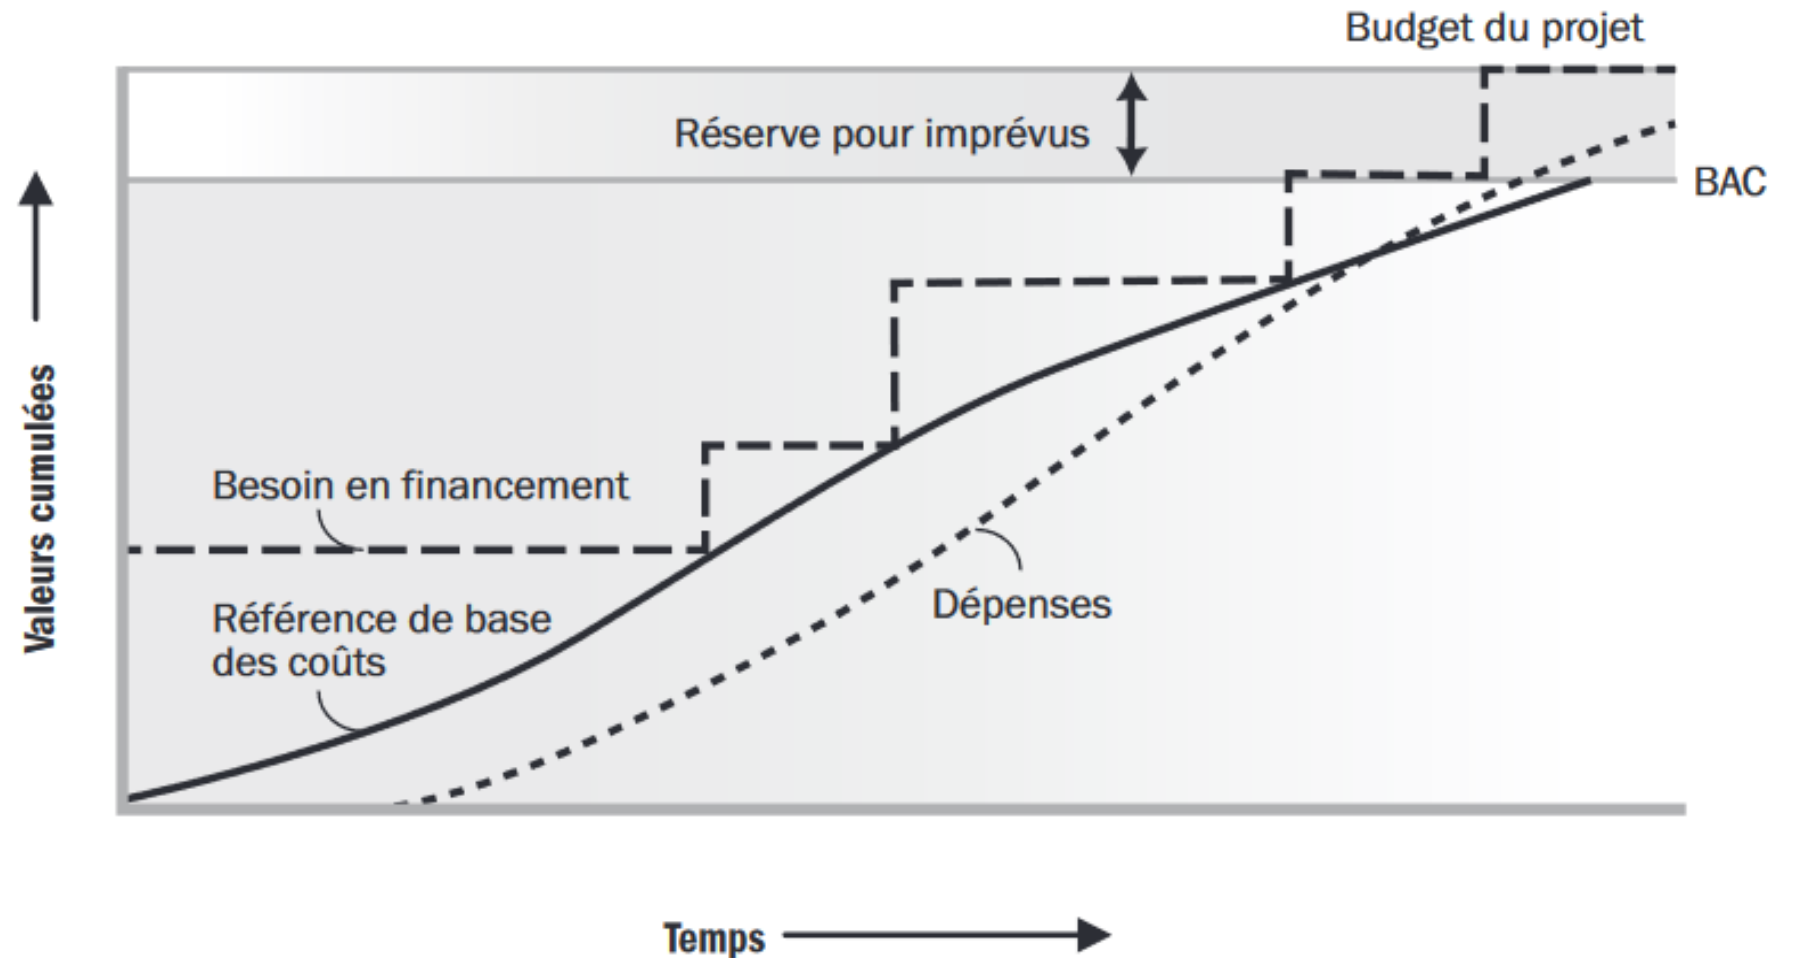 Budget du projet
Réserve pour imprévus
BAC
Valeurs cumulées
Besoin en financement
Référence de base
des coûts
Dépenses
Temps